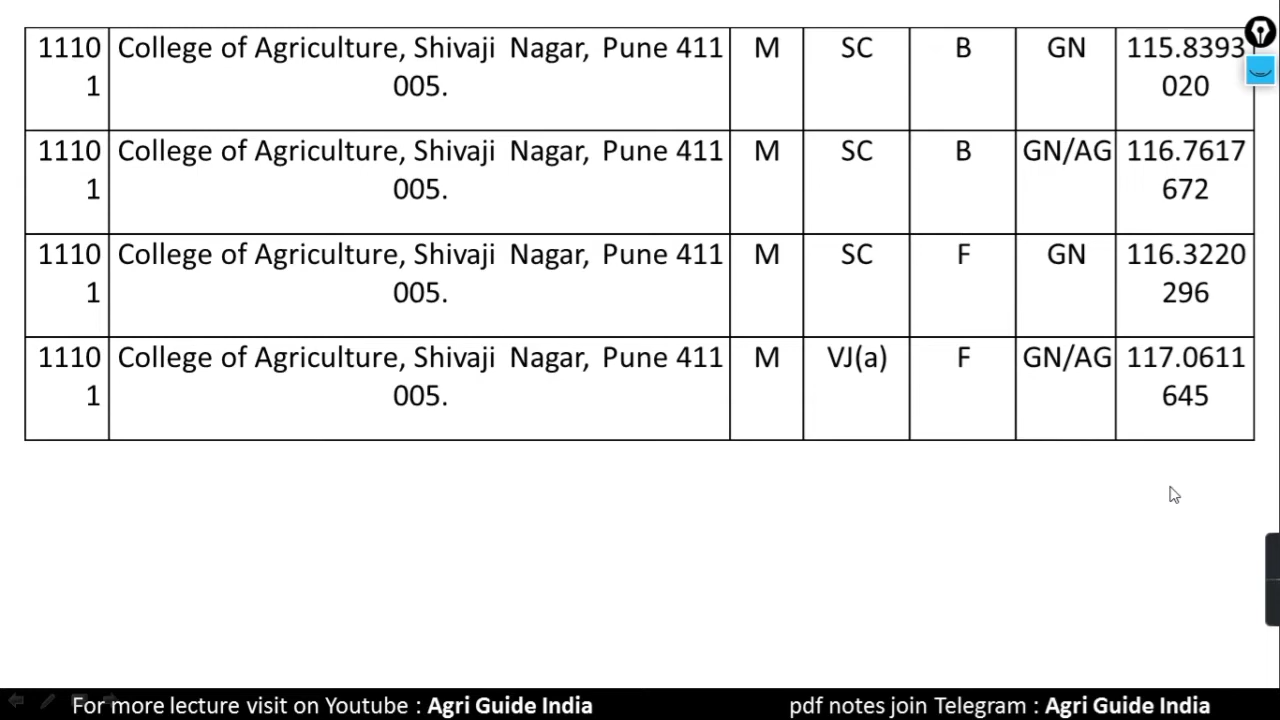 1110 College of Agriculture, Shivaji Nagar, Pune 411 M SC B GN 115.8393
1 005. 020
1110 College of Agriculture, Shivaji Nagar, Pune 411 M SC B GN/AG 116.7617
1 005. 672
1110 College of Agriculture, Shivaji Nagar, Pune 411 M SC F GN 116.3220
1 005. 296
1110 College of Agriculture, Shivaji Nagar, Pune 411 M VJ(a) F GN/AG 117.0611
1 005. 645
For more lecture visit on Youtube : Agri Guide India pdf notes join Telegram : Agri Guide India